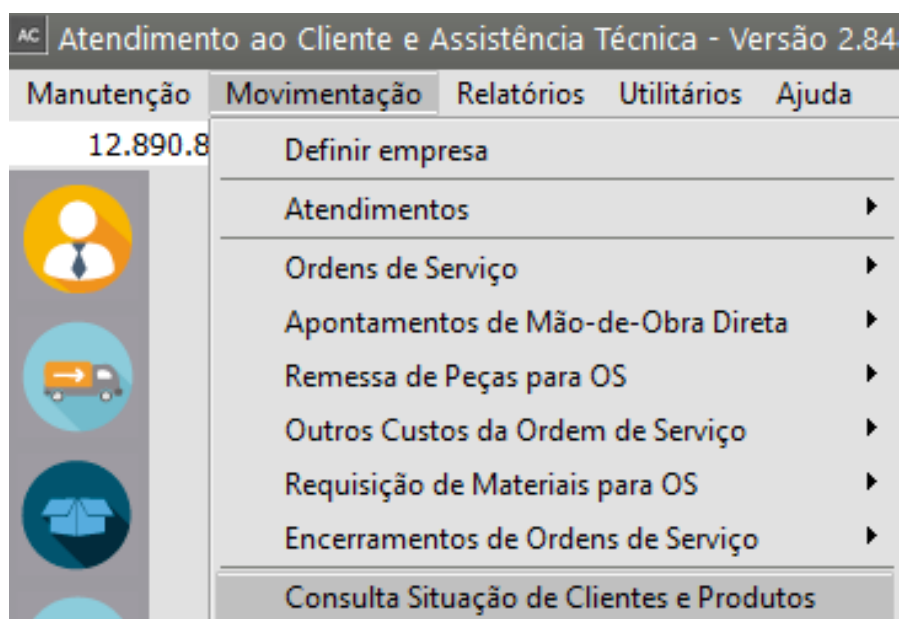 AC Atendimento ao Cliente e Assistência Técnica - Versão 2.84
Manutenção Movimentação Relatórios Utilitários Ajuda
12.890.8
Definir empresa
Atendimentos
Ordens de Serviço
Apontamentos de Mão-de-Obra Direta
Remessa de Peças para OS
Outros Custos da Ordem de Serviço
Requisição de Materiais para OS
Encerramentos de Ordens de Serviço
Consulta Situação de Clientes e Produtos